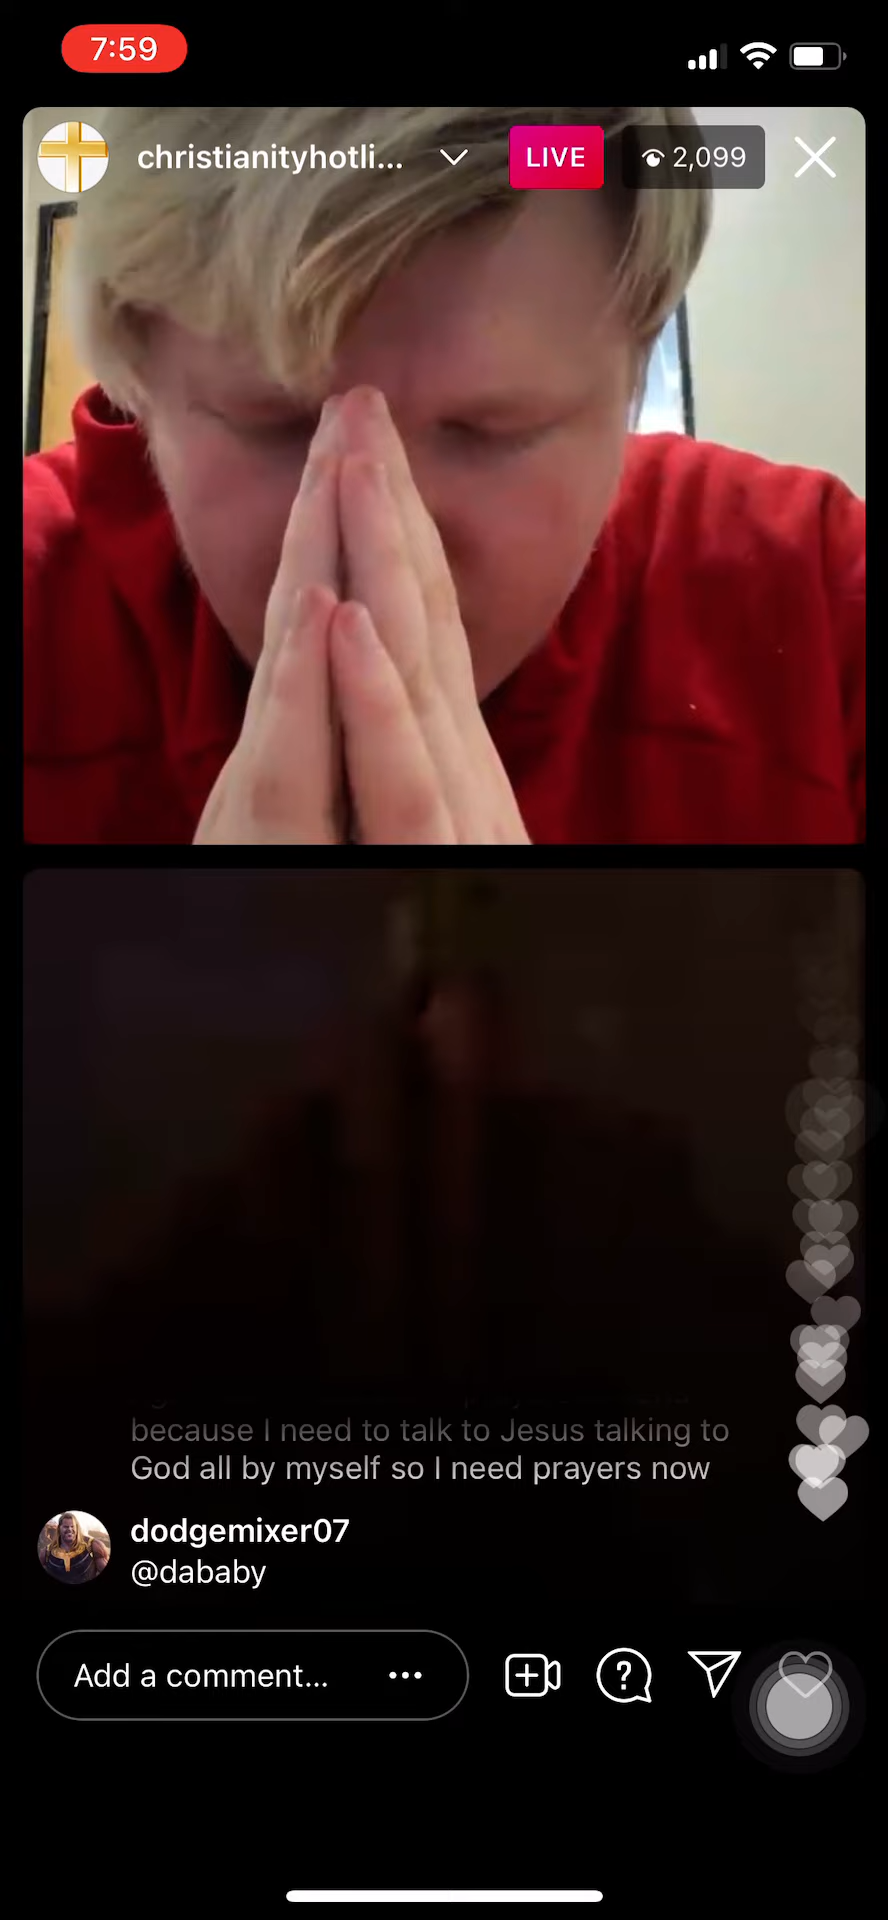 7:59
christianityhotli...
LIVE
2,099
because I need to talk to Jesus talking to
God all by myself so I need prayers now
dodgemixer07
@dababy
Add a comment...